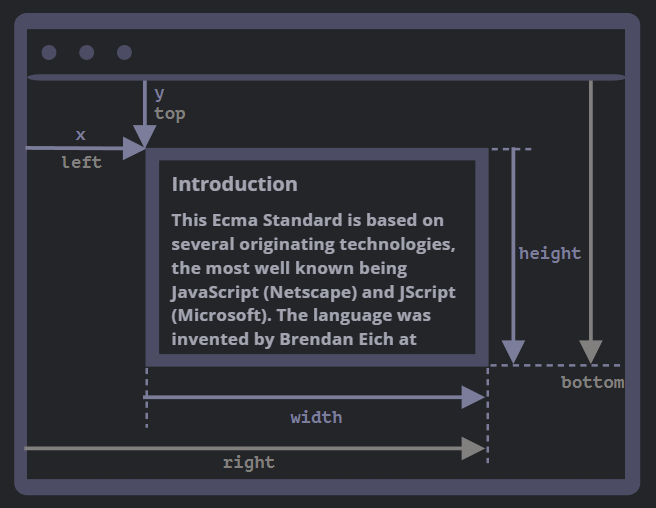 y
top
x
left
Introduction
This Ecma Standard is based on
several originating technologies,
the most well known being
JavaScript (Netscape) and JScript
(Microsoft). The language was
invented by Brendan Eich at
height
bottom
width
right